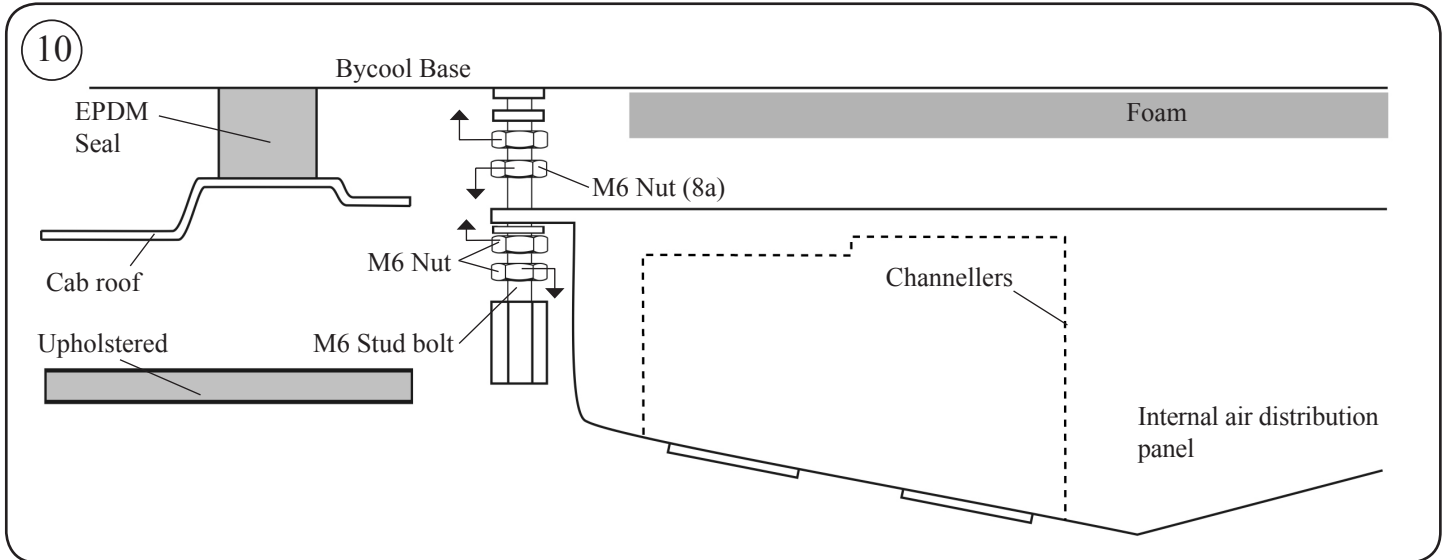 10
Bycool Base
EPDM
Seal
Foam
M6 Nut (8a)
M6 Nut
Cab roof
Channellers
Upholstered
M6 Stud bolt
Internal air distribution
panel